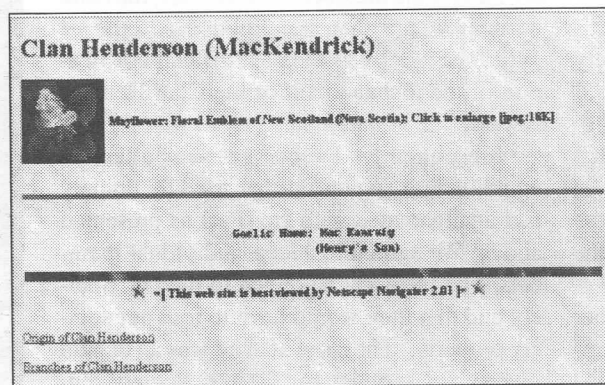 Clan Henderson (MacKendrick)
Mayflower: Floral Emblem of New Scotland (Nova Scotia): Click to enlarge [jpeg:16K]
Gaelic Name: Mac Eanruig
(Henry's Son)
=[ This web site is best viewed by Netscape Navigator 2.01 ]=
Origin of Clan Henderson
Branches of Clan Henderson